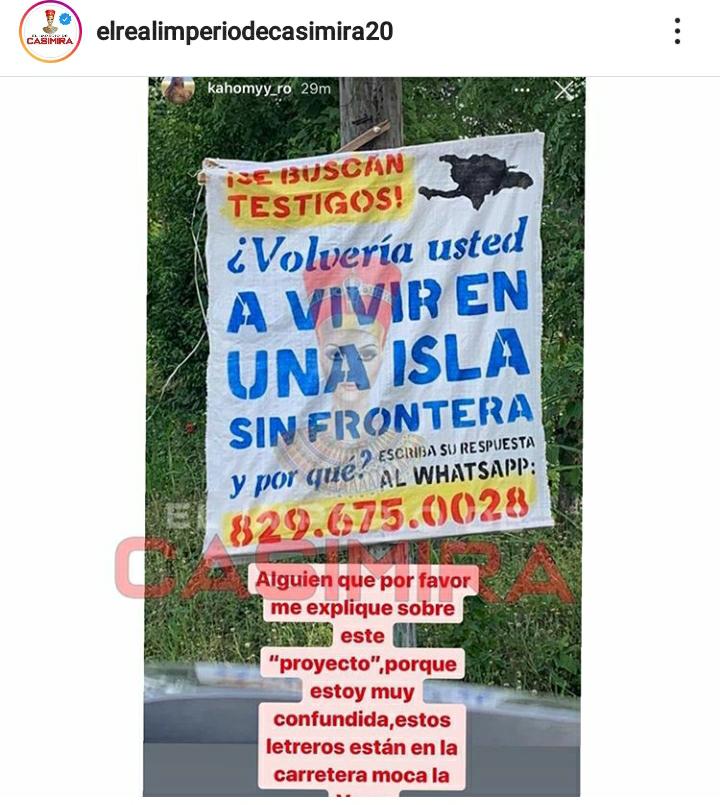 elrealimperiodecasimira20
CASIMIRA
kahomyy_ro 29m
¡SE BUSCAN
TESTIGOS!
¿Volvería usted
A VIVIR EN
UNA ISLA
SIN FRONTERA
y por qué? ESCRIBA SU RESPUESTA
AL WHATSAPP:
829.675.0028
CASIMIRA
Alguien que por favor
me explique sobre
este
“proyecto”,porque
estoy muy
confundida,estos
letreros están en la
carretera moca la